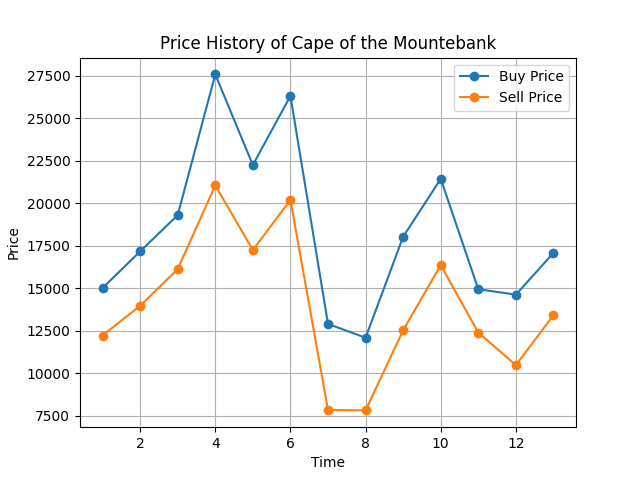 Price History of Cape of the Mountebank
Buy Price
Sell Price
27500
25000
22500
20000
17500
15000
12500
10000
7500
Price
2 4 6 8 10 12
Time